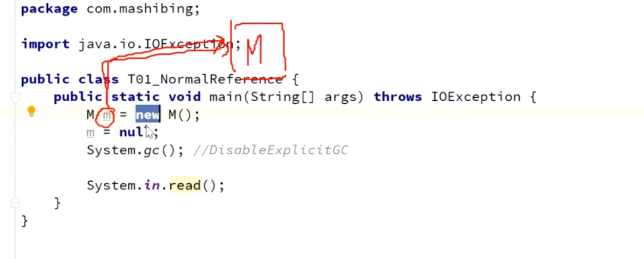 package com.mashibing;
import java.io.IOException;
M
public class T01_NormalReference {
public static void main(String[] args) throws IOException {
M m = new M();
m = null;
System.gc(); //DisableExplicitGC
System.in.read();
}
}